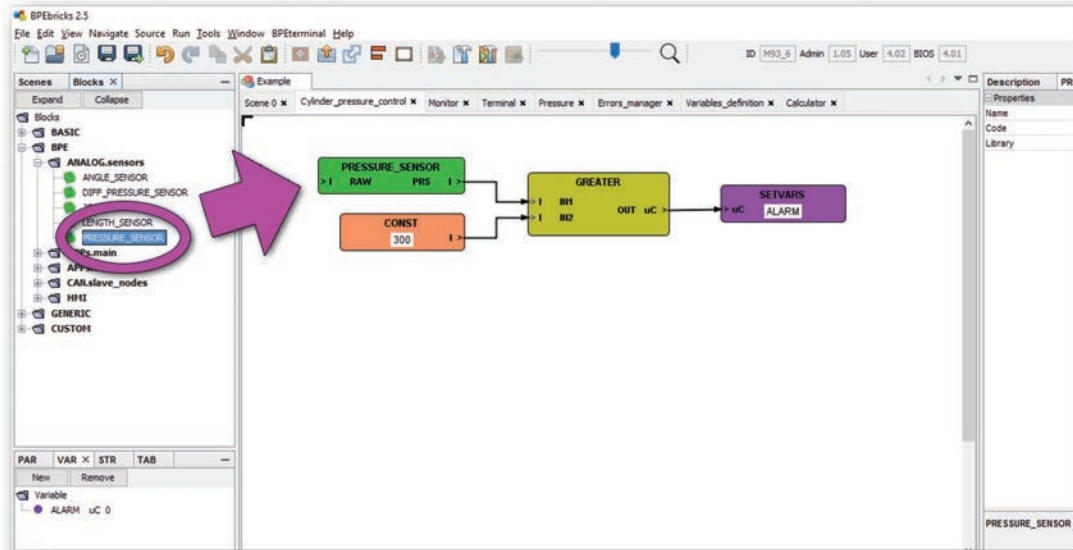 BPEbricks 2.5
File Edit View Navigate Source Run Tools Window BPEterminal Help
ID M93_6 Admin 1.05 User 4.02 BIOS 4.01
Scenes Blocks
Expand Collapse
Blocks
BASIC
BPE
ANALOG.sensors
ANGLE_SENSOR
DIFF_PRESSURE_SENSOR
LENGTH_SENSOR
PRESSURE_SENSOR
.main
CAN.slave_nodes
HMI
GENERIC
CUSTOM
PAR VAR STR TAB
New Remove
Variable
ALARM uC 0
Example
Scene 0 Cylinder_pressure_control Monitor Terminal Pressure Errors_manager Variables_definition Calculator
PRESSURE_SENSOR
> I RAW PRS I >
CONST
300 I >
GREATER
> I IN1
> I IN2
OUT uC >
SETVARS
> uC ALARM
Description PR
Properties
Name
Code
Library
PRESSURE_SENSOR